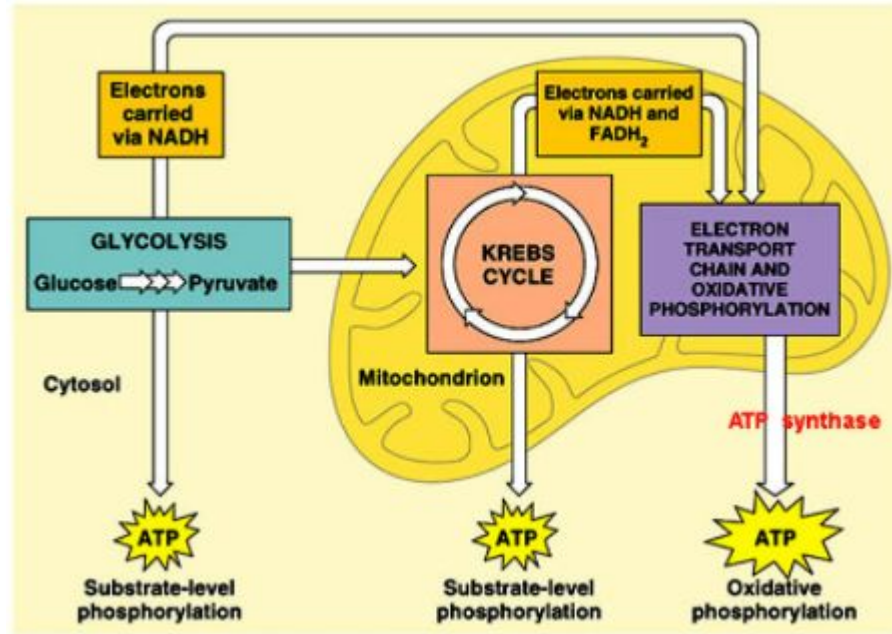 Electrons
carried
via NADH
Electrons carried
via NADH and
FADH₂
GLYCOLYSIS
Glucose Pyruvate
KREBS
CYCLE
ELECTRON
TRANSPORT
CHAIN AND
OXIDATIVE
PHOSPHORYLATION
Cytosol
Mitochondrion
ATP synthase
ATP
ATP
ATP
Substrate-level
phosphorylation
Substrate-level
phosphorylation
Oxidative
phosphorylation